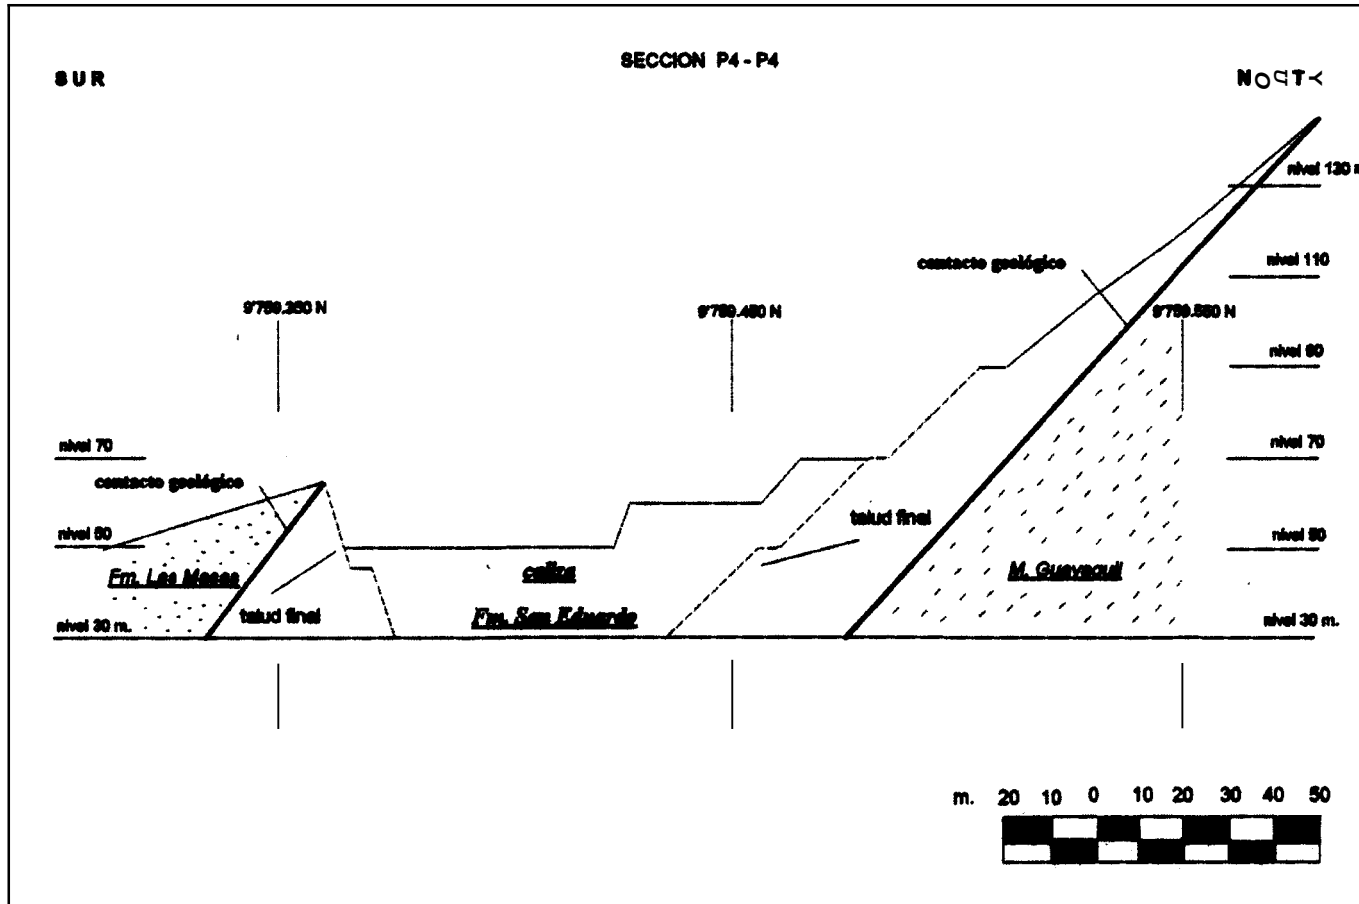 SECCION P4 - P4
SUR
NORTE
nivel 130 m
contacto geológico
nivel 110
9'759.350 N
9'759.450 N
9'759.550 N
nivel 90
nivel 70
nivel 70
contacto geológico
talud final
nivel 50
nivel 50
Fm. Las Masas
caliza
M. Guayaquil
talud final
Fm. San Eduardo
nivel 30 m.
nivel 30 m.
m. 20 10 0 10 20 30 40 50